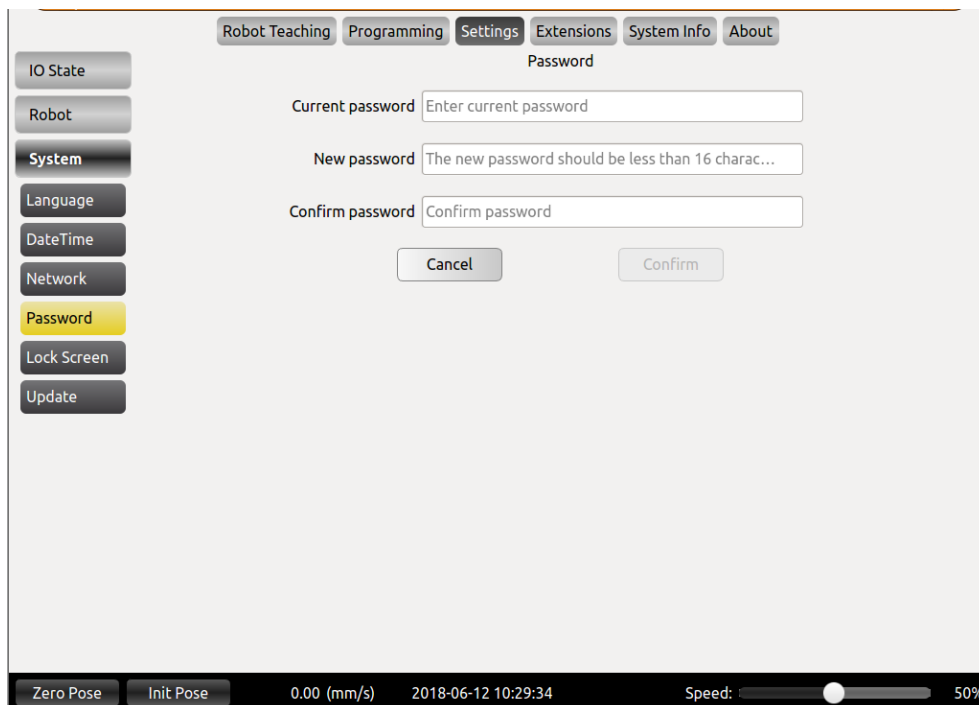 Robot Teaching Programming Settings Extensions System Info About
Password
IO State
Robot
System
Language
DateTime
Network
Password
Lock Screen
Update
Current password Enter current password
New password The new password should be less than 16 charac...
Confirm password Confirm password
Cancel Confirm
Zero Pose Init Pose 0.00 (mm/s) 2018-06-12 10:29:34 Speed: 50%